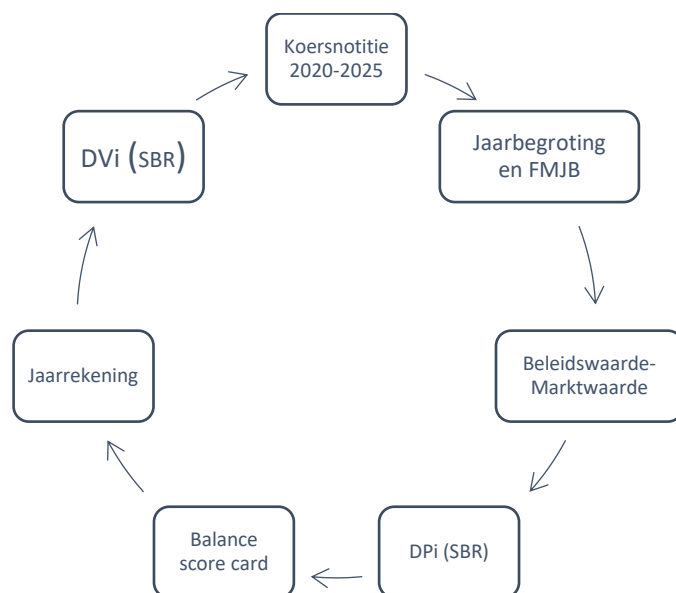 Koersnotitie
2020-2025
Jaarbegroting
en FMJB
Beleidswaarde-
Marktwaarde
DPi (SBR)
Balance
score card
Jaarrekening
DVi (SBR)